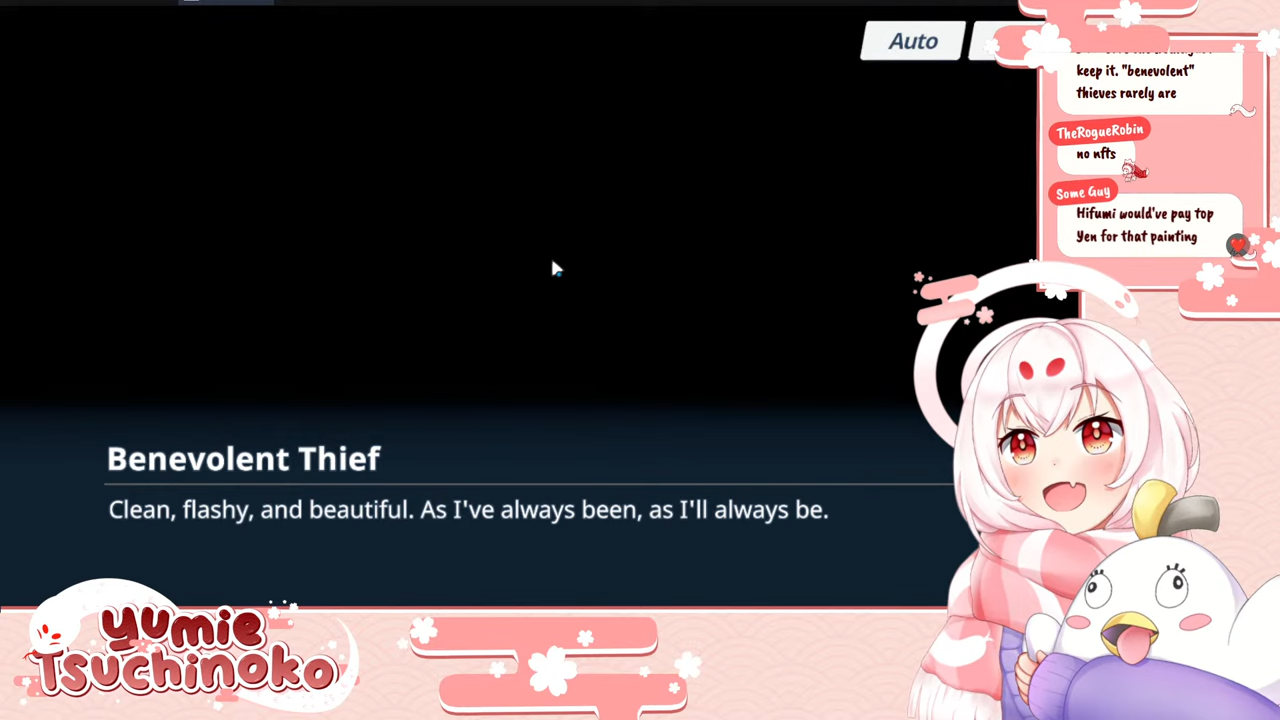 Auto
keep it. "benevolent"
thieves rarely are
TheRogueRobin
no nfts
Some Guy
Hifumi would've pay top
Yen for that painting
Benevolent Thief
Clean, flashy, and beautiful. As I've always been, as I'll always be.
yumie
Tsuchinoko